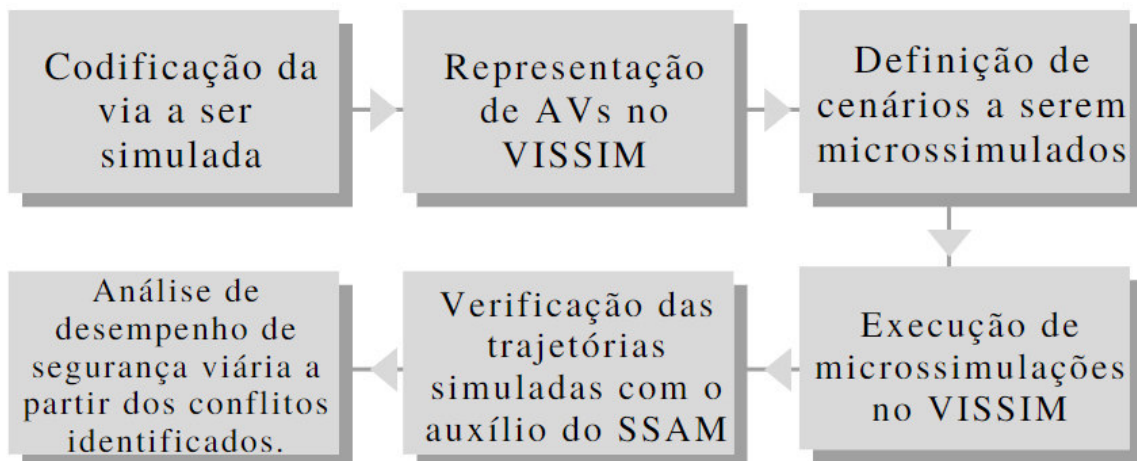 Codificação da
via a ser
simulada
Representação
de AVs no
VISSIM
Definição de
cenários a serem
microssimulados
Execução de
microssimulações
no VISSIM
Verificação das
trajetórias
simuladas com o
auxílio do SSAM
Análise de
desempenho de
segurança viária a
partir dos conflitos
identificados.